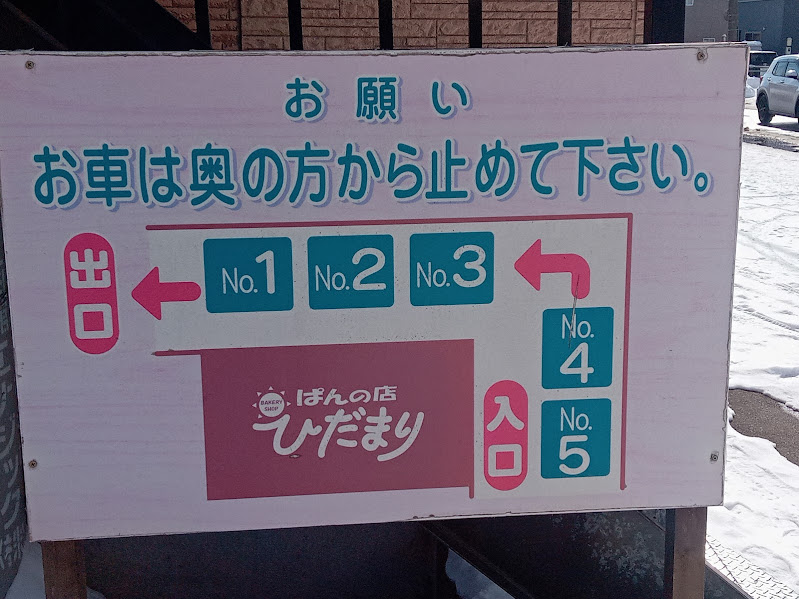 お願い
お車は奥の方から止めて下さい。
出口
No.1
No.2
No.3
No.4
No.5
入口
BAKERY
SHOP
ぱんの店
ひだまり